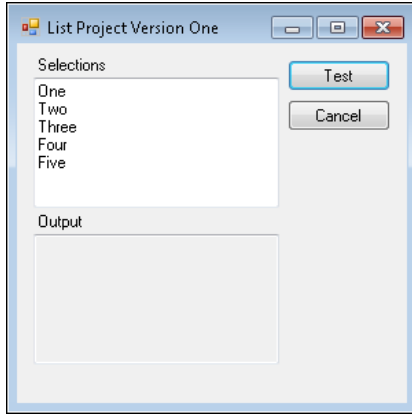 List Project Version One
Selections
Test
One
Two
Cancel
Three
Four
Five
Output